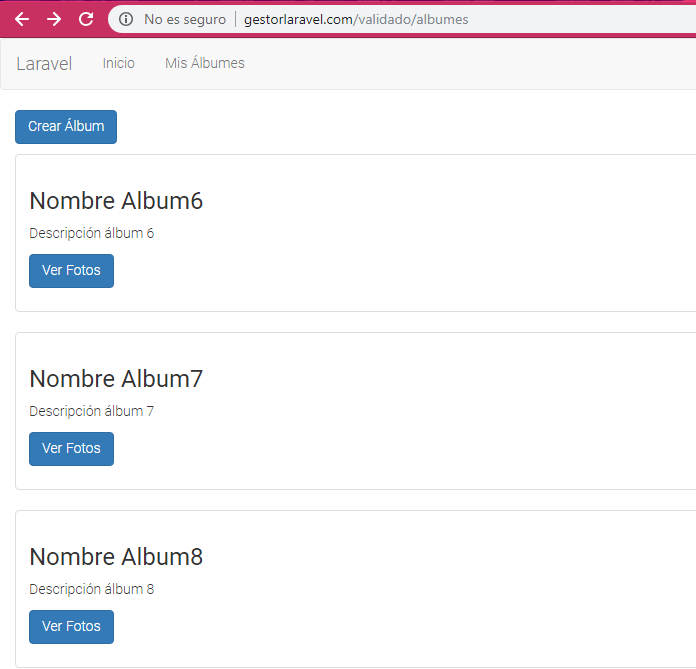 No es seguro | gestorlaravel.com/validado/albumes
Laravel Inicio Mis Álbumes
Crear Álbum
Nombre Album6
Descripción álbum 6
Ver Fotos
Nombre Album7
Descripción álbum 7
Ver Fotos
Nombre Album8
Descripción álbum 8
Ver Fotos